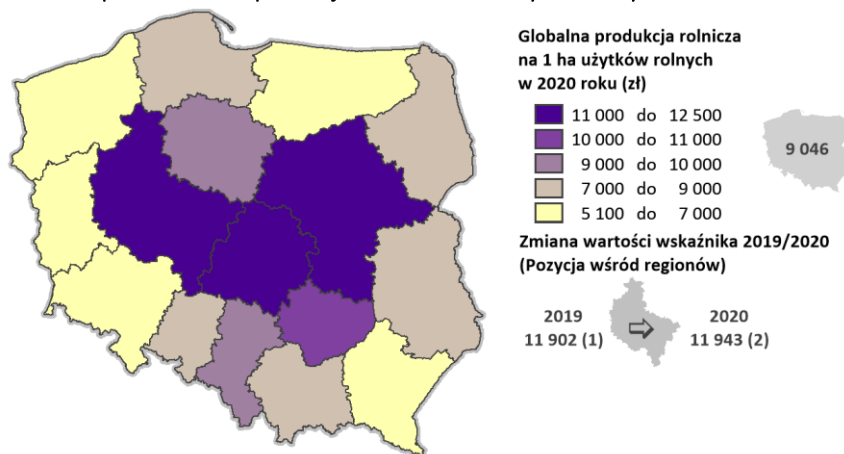 Globalna produkcja rolnicza
na 1 ha użytków rolnych
w 2020 roku (zł)
11 000 do 12 500
10 000 do 11 000
9 000 do 10 000
7 000 do 9 000
5 100 do 7 000
9 046
Zmiana wartości wskaźnika 2019/2020
(Pozycja wśród regionów)
2019
11 902 (1)
2020
11 943 (2)